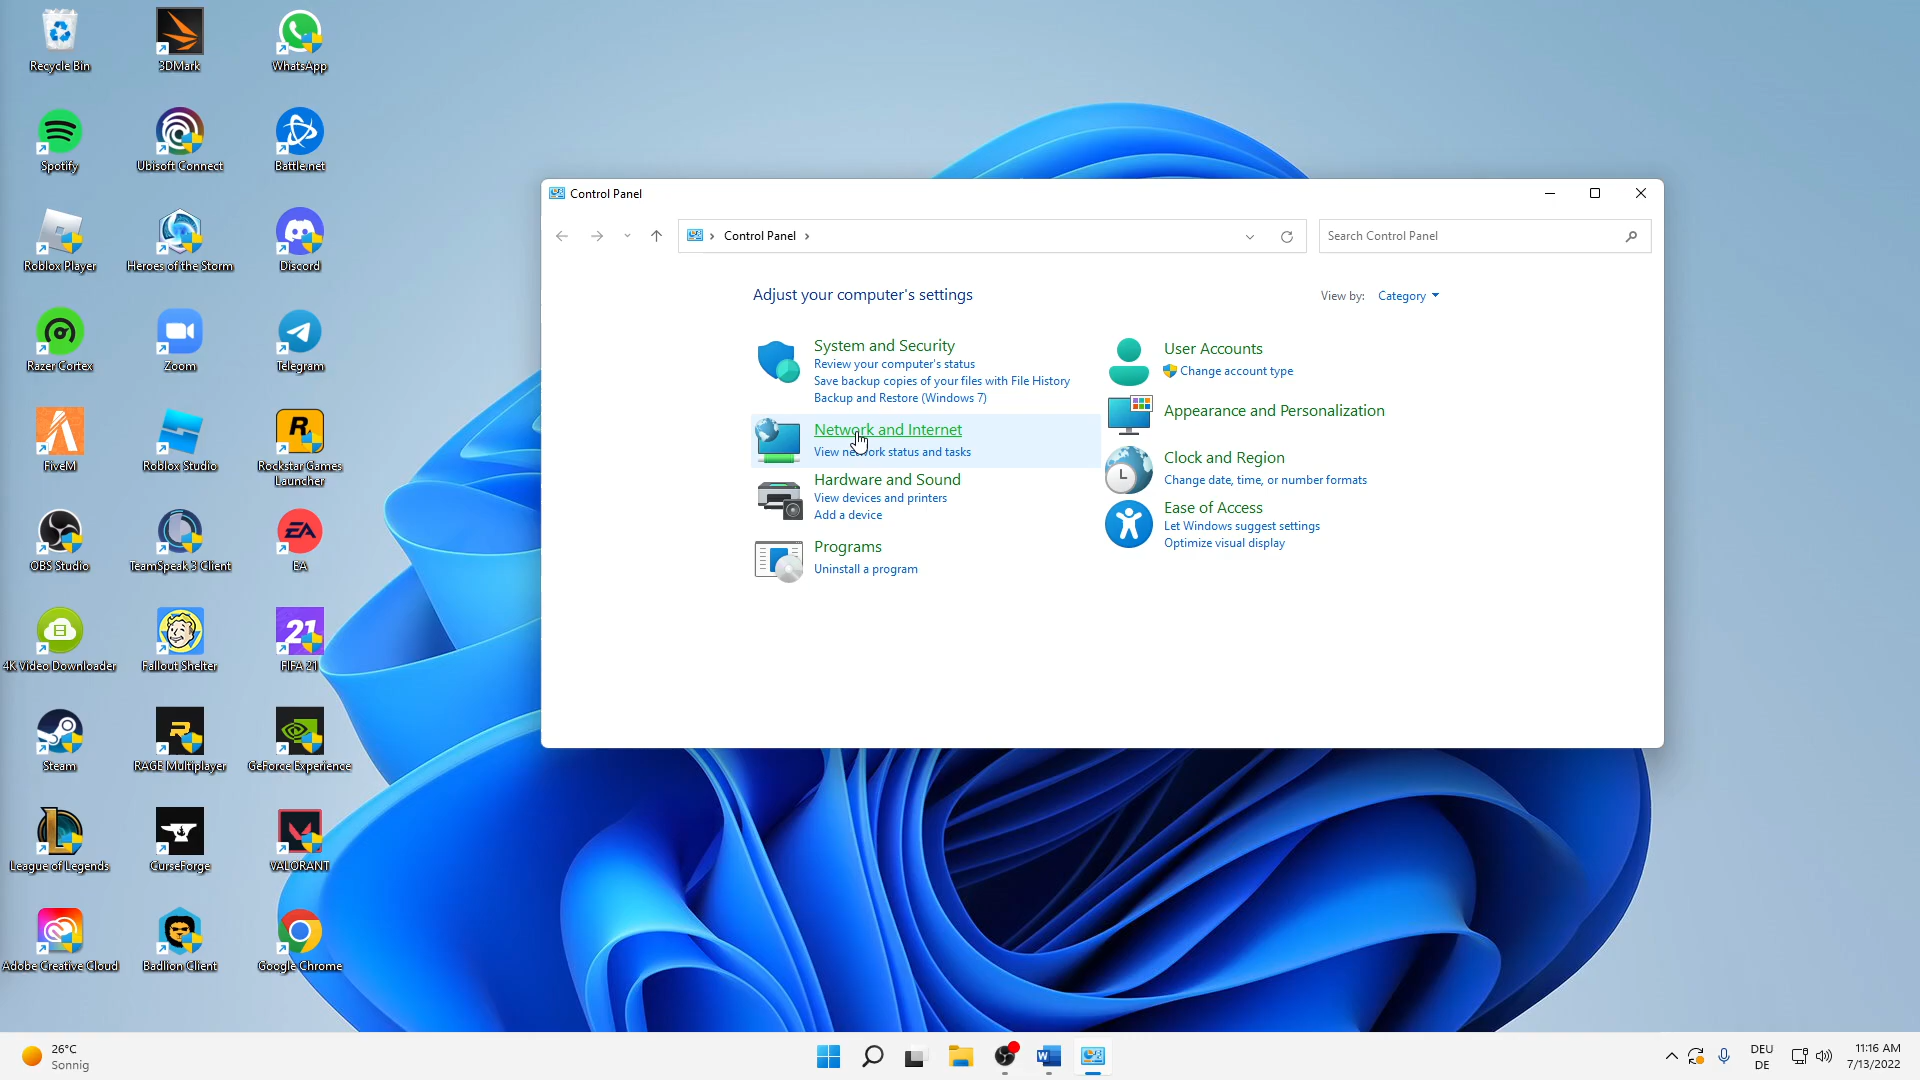 Recycle Bin
3DMark
WhatsApp
Spotify
Ubisoft Connect
Battle.net
Roblox Player
Heroes of the Storm
Discord
Razer Cortex
Zoom
Telegram
FiveM
Roblox Studio
Rockstar Games
Launcher
OBS Studio
TeamSpeak 3 Client
EA
4K Video Downloader
Fallout Shelter
FIFA 21
Steam
RAGE Multiplayer
GeForce Experience
League of Legends
CurseForge
VALORANT
Adobe Creative Cloud
Badlion Client
Google Chrome
EA
21
Control Panel
Control Panel
Search Control Panel
Adjust your computer's settings
View by: Category
System and Security
Review your computer's status
Save backup copies of your files with File History
Backup and Restore (Windows 7)
Network and Internet
View network status and tasks
Hardware and Sound
View devices and printers
Add a device
Programs
Uninstall a program
User Accounts
Change account type
Appearance and Personalization
Clock and Region
Change date, time, or number formats
Ease of Access
Let Windows suggest settings
Optimize visual display
26°C
Sonnig
DEU
DE
11:16 AM
7/13/2022